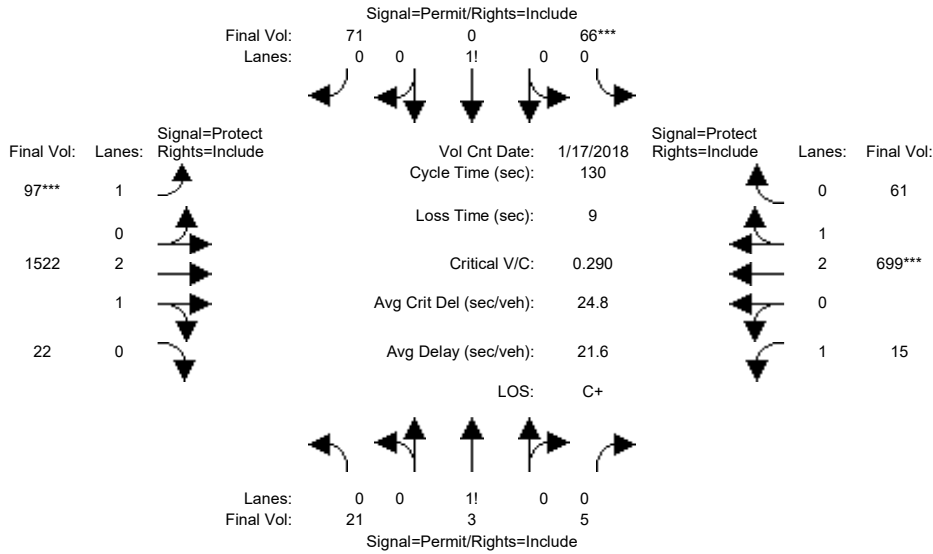 Signal=Permit/Rights=Include
Final Vol: 71 0 66***
Lanes: 0 0 1! 0 0
Signal=Protect Signal=Protect
Final Vol: Lanes: Rights=Include Vol Cnt Date: 1/17/2018 Rights=Include Lanes: Final Vol:
Cycle Time (sec): 130
97*** 1 0 61
Loss Time (sec): 9
0 1
1522 2 Critical V/C: 0.290 2 699***
1 Avg Crit Del (sec/veh): 24.8 0
22 0 Avg Delay (sec/veh): 21.6 1 15
LOS: C+
Lanes: 0 0 1! 0 0
Final Vol: 21 3 5
Signal=Permit/Rights=Include